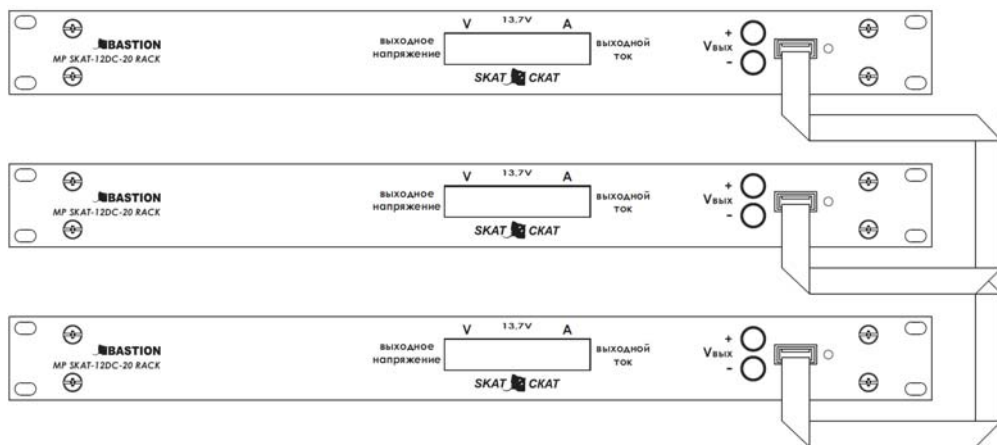 V 13,7V A
BASTION
выходное напряжение
выходной ток
+
Vвых
-
MP SKAT-12DC-20 RACK
SKAT СКАТ
V 13,7V A
BASTION
выходное напряжение
выходной ток
+
Vвых
-
MP SKAT-12DC-20 RACK
SKAT СКАТ
V 13,7V A
BASTION
выходное напряжение
выходной ток
+
Vвых
-
MP SKAT-12DC-20 RACK
SKAT СКАТ